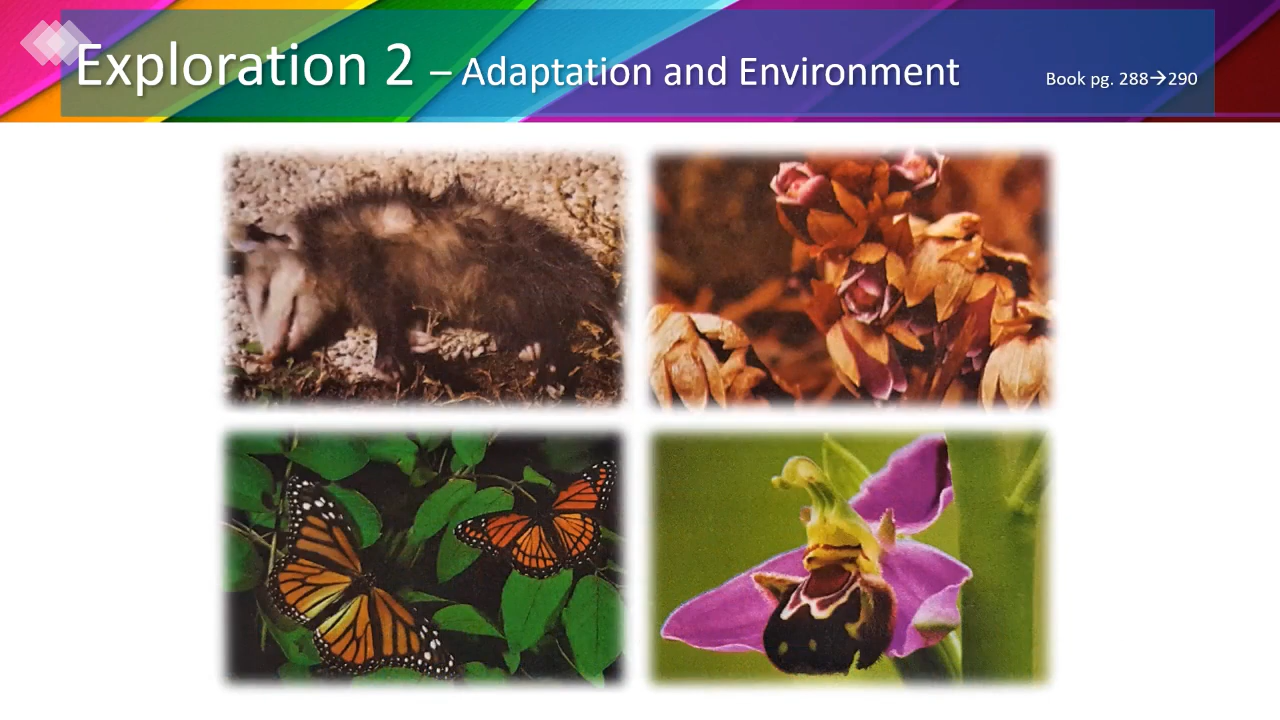 Exploration 2 – Adaptation and Environment
Book pg. 288→290